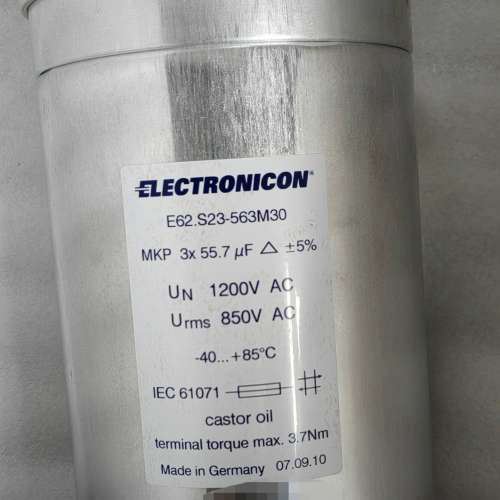 ELECTRONICON®
E62.S23-563M30
MKP 3x 55.7 µF △ ±5%
UN 1200V AC
Urms 850V AC
-40...+85°C
IEC 61071
castor oil
terminal torque max. 3.7Nm
Made in Germany 07.09.10